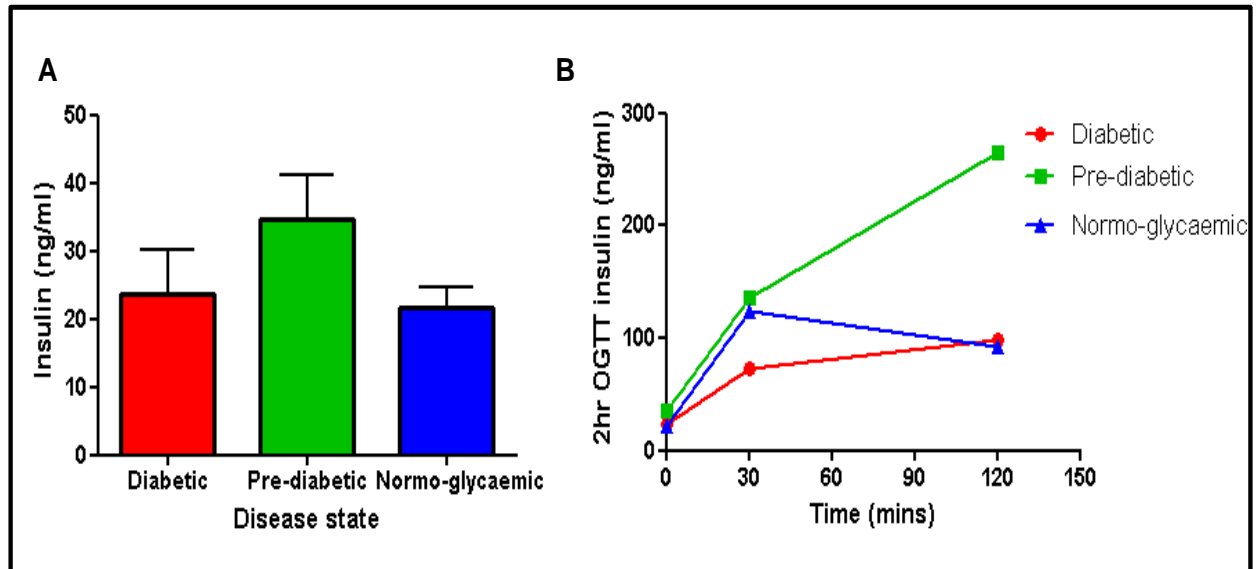 A
Insulin (ng/ml)
50
40
30
20
10
0
Diabetic Pre-diabetic Normo-glycaemic
Disease state
B
2hr OGTT insulin (ng/ml)
300
200
100
0
0 30 60 90 120 150
Time (mins)
Diabetic
Pre-diabetic
Normo-glycaemic